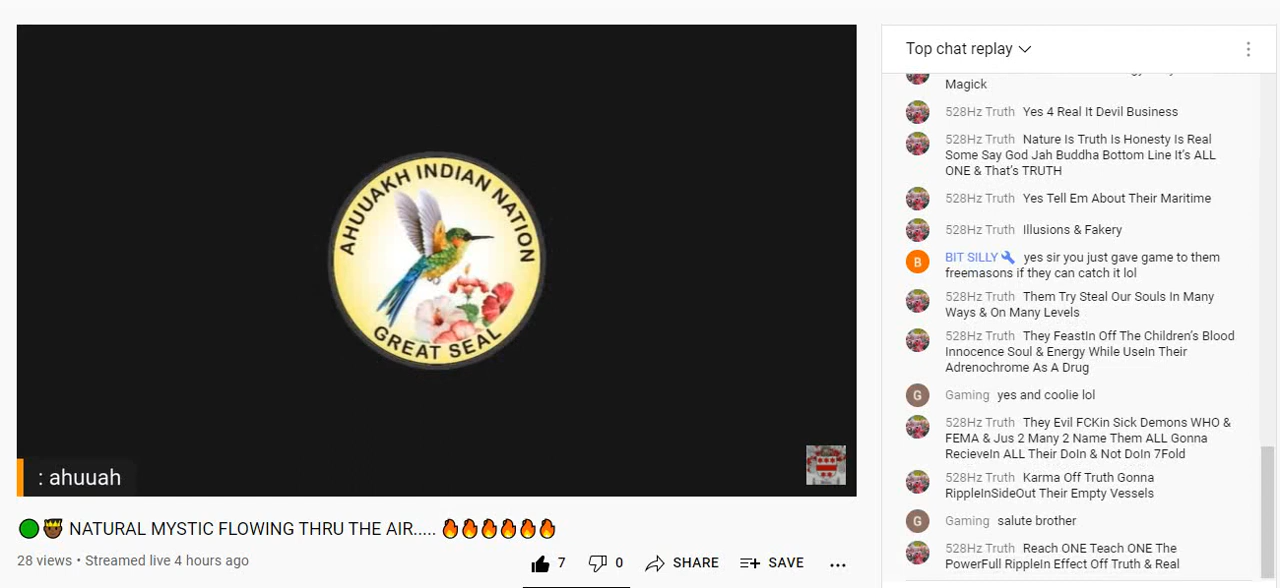 AHUUAKH INDIAN NATION
GREAT SEAL
: ahuuah
NATURAL MYSTIC FLOWING THRU THE AIR.....
28 views • Streamed live 4 hours ago
7
0
SHARE
SAVE
Top chat replay
Magick
528Hz Truth Yes 4 Real It Devil Business
528Hz Truth Nature Is Truth Is Honesty Is Real
Some Say God Jah Buddha Bottom Line It's ALL
ONE & That's TRUTH
528Hz Truth Yes Tell Em About Their Maritime
528Hz Truth Illusions & Fakery
B
BIT SILLY yes sir you just gave game to them
freemasons if they can catch it lol
528Hz Truth Them Try Steal Our Souls In Many
Ways & On Many Levels
528Hz Truth They FeastIn Off The Children's Blood
Innocence Soul & Energy While UseIn Their
Adrenochrome As A Drug
G
Gaming yes and coolie lol
528Hz Truth They Evil FCKin Sick Demons WHO &
FEMA & Jus 2 Many 2 Name Them ALL Gonna
RecieveIn ALL Their DoIn & Not DoIn 7Fold
528Hz Truth Karma Off Truth Gonna
RippleInSideOut Their Empty Vessels
G
Gaming salute brother
528Hz Truth Reach ONE Teach ONE The
PowerFull RippleIn Effect Off Truth & Real